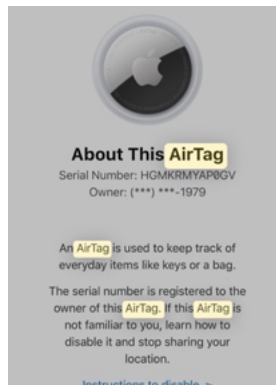 About This AirTag
Serial Number: HGMKRMYAP0GV
Owner: (***) ***-1979
An AirTag is used to keep track of
everyday items like keys or a bag.
The serial number is registered to the
owner of this AirTag. If this AirTag is
not familiar to you, learn how to
disable it and stop sharing your
location.
Instructions to disable >